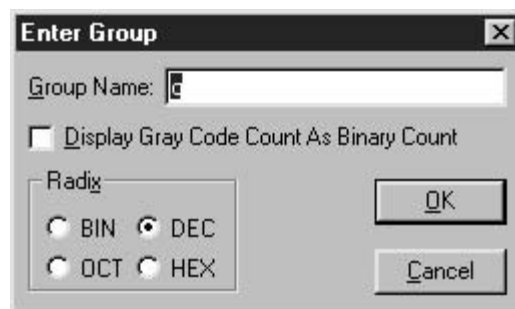 Enter Group
Group Name:
Display Gray Code Count As Binary Count
Radix
BIN DEC
OK
OCT HEX
Cancel